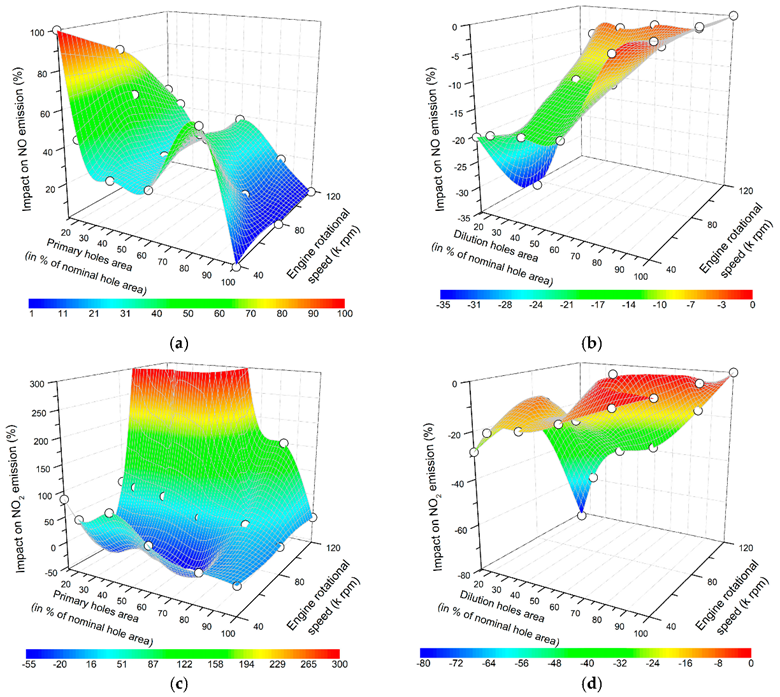 100
80
60
40
20
Impact on NO emission (%)
20 30 40 50 60 70 80 90 100
Primary holes area
(in % of nominal hole area)
40
80
120
Engine rotational
speed (k rpm)
1 11 21 31 41 50 60 70 80 90 100
(a)
0
-5
-10
-15
-20
-25
-30
-35
Impact on NO emission (%)
20 30 40 50 60 70 80 90 100
Dilution holes area
(in % of nominal hole area)
40
80
120
Engine rotational
speed (k rpm)
-35 -31 -28 -24 -21 -17 -14 -10 -7 -3 0
(b)
300
250
200
150
100
50
0
-50
Impact on NO2 emission (%)
20 30 40 50 60 70 80 90 100
Primary holes area
(in % of nominal hole area)
40
80
120
Engine rotational
speed (k rpm)
-55 -20 16 51 87 122 158 194 229 265 300
(c)
0
-20
-40
-60
-80
Impact on NO2 emission (%)
20 30 40 50 60 70 80 90 100
Dilution holes area
(in % of nominal hole area)
40
80
120
Engine rotational
speed (k rpm)
-80 -72 -64 -56 -48 -40 -32 -24 -16 -8 0
(d)